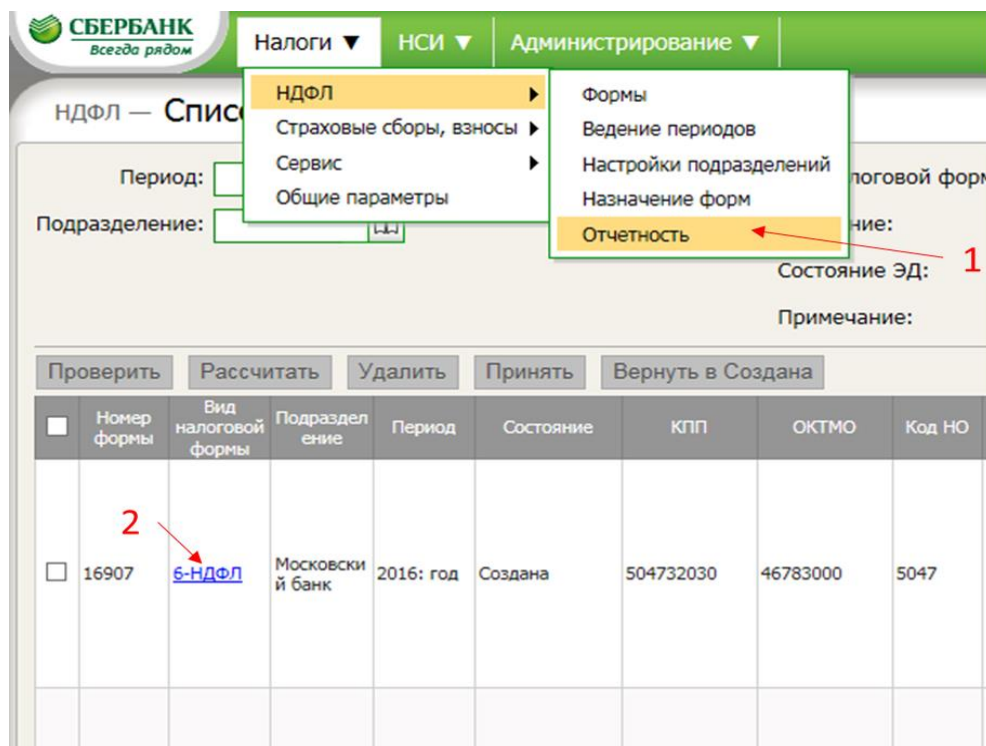 СБЕРБАНК
Всегда рядом
Налоги ▼ НСИ ▼ Администрирование ▼
НДФЛ
Страховые сборы, взносы
Сервис
Общие параметры
Формы
Ведение периодов
Настройки подразделений
Назначение форм
Отчетность
1
НДФЛ — Спис
Период:
Подразделение:
логовой форм
ние:
Состояние ЭД:
Примечание:
Проверить Рассчитать Удалить Принять Вернуть в Создана
Номер формы
Вид налоговой формы
Подразделение
Период
Состояние
КПП
ОКТМО
Код НО
2
16907 6-НДФЛ Московский банк 2016: год Создана 504732030 46783000 5047